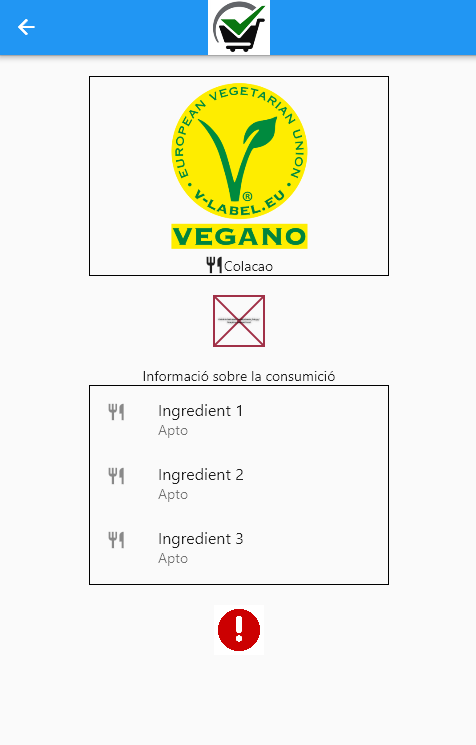 EUROPEAN VEGETARIAN UNION
V-LABEL.EU
®
VEGANO
Colacao
Informació sobre la consumició
Ingredient 1
Apto
Ingredient 2
Apto
Ingredient 3
Apto